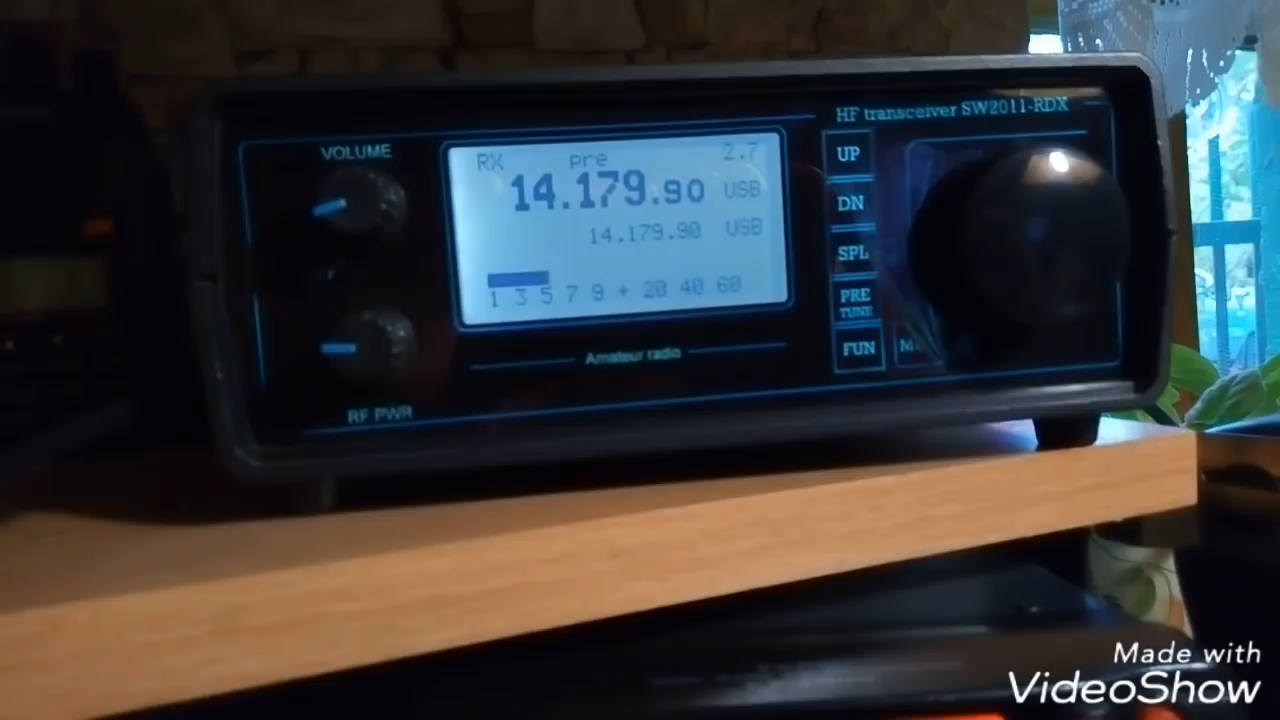 HF transceiver SW2011-RDX
VOLUME
RX pre 2.7
14.179.90 USB
14.179.90 USB
1 3 5 7 9 + 20 40 60
UP
DN
SPL
PRE
TUNE
FUN
Amateur radio
RF PWR
Made with
VideoShow